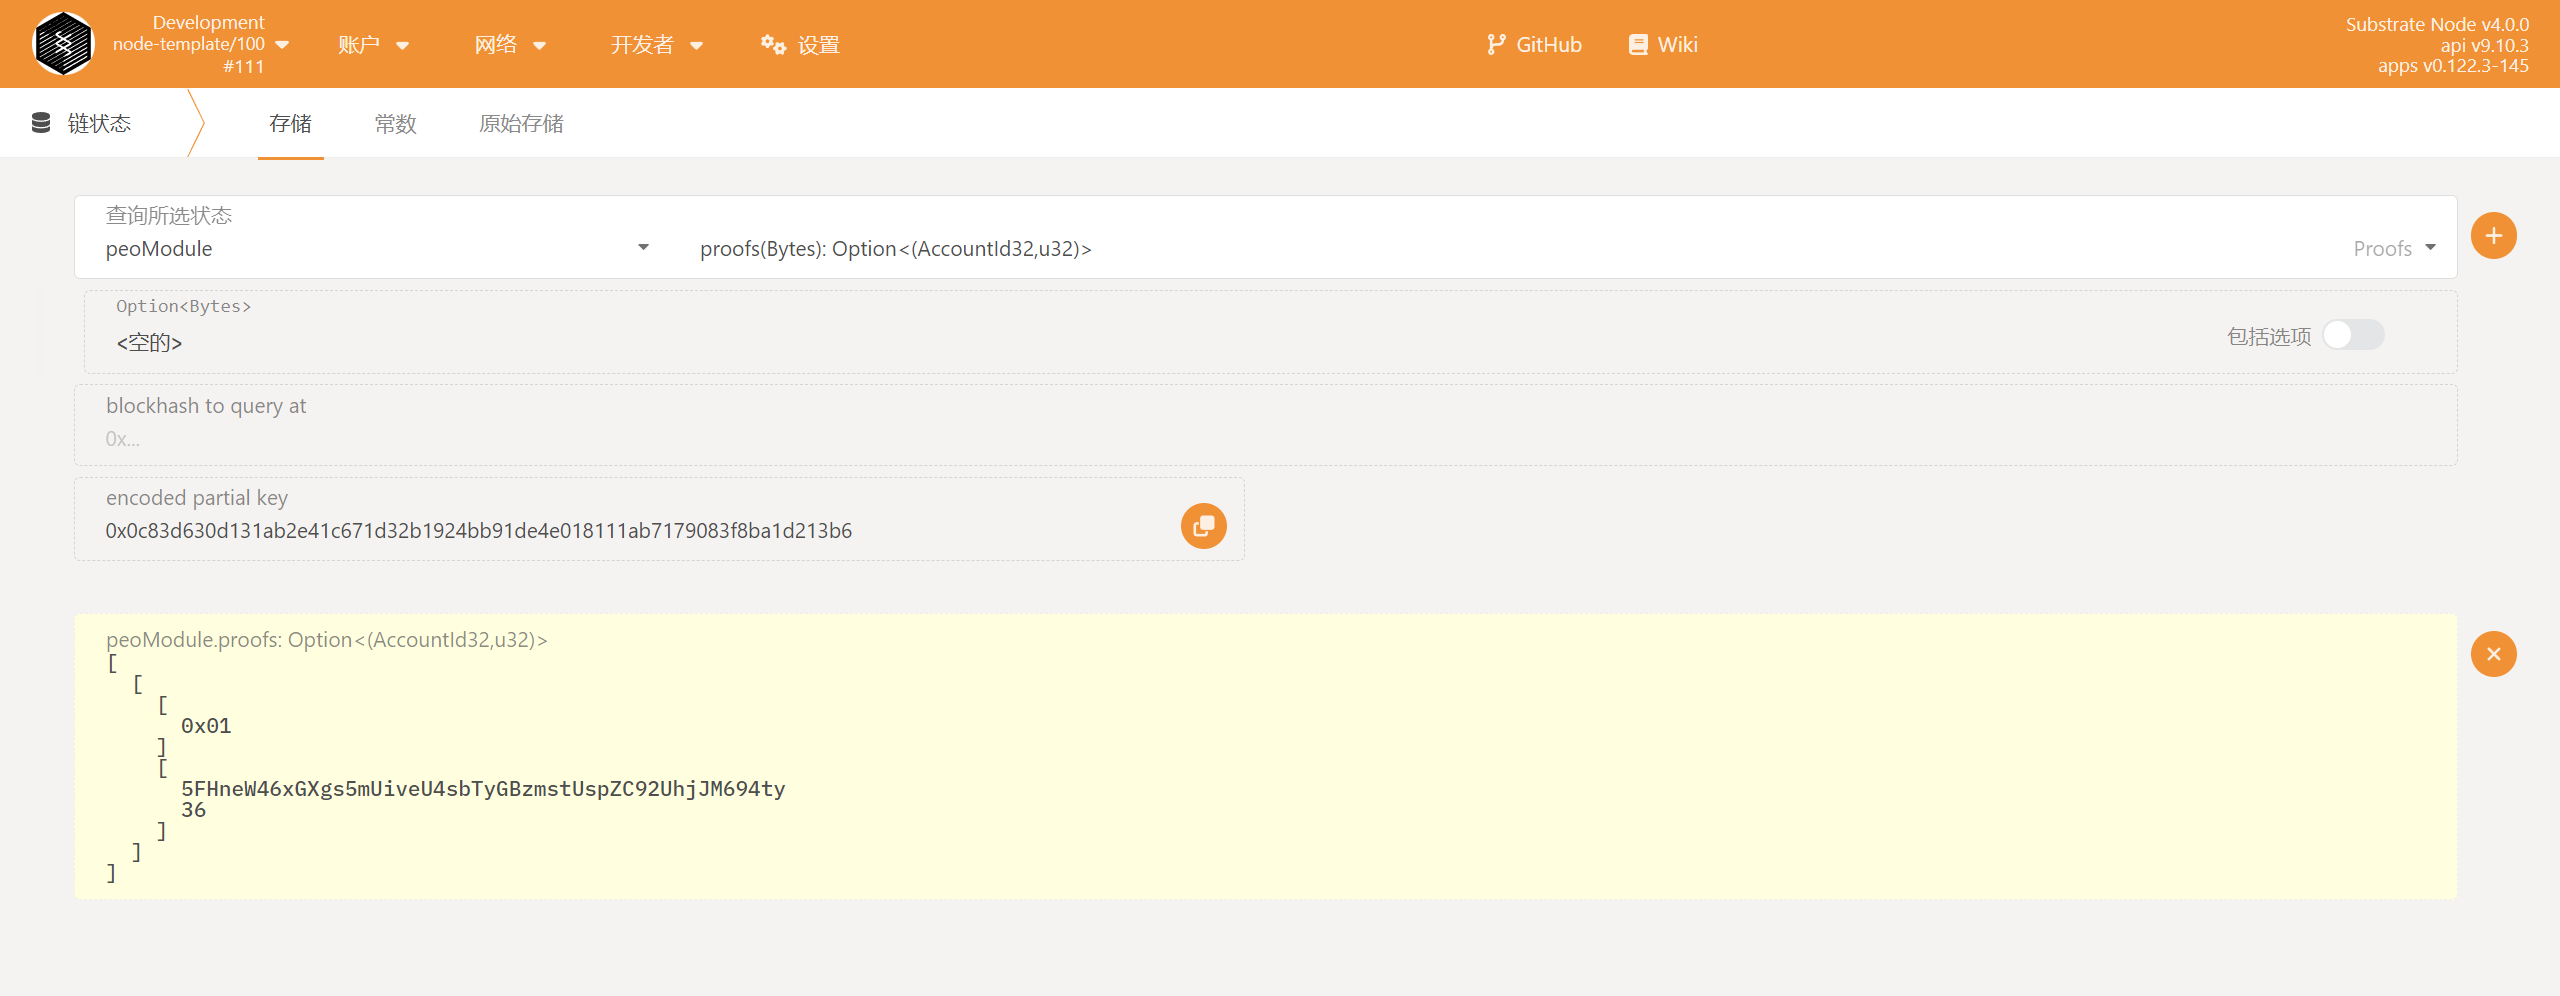 Development
node-template/100
#111
账户
网络
开发者
设置
GitHub
Wiki
Substrate Node v4.0.0
api v9.10.3
apps v0.122.3-145
链状态
存储
常数
原始存储
查询所选状态
peoModule
proofs(Bytes): Option<(AccountId32,u32)>
Proofs
Option<Bytes>
<空的>
包括选项
blockhash to query at
0x...
encoded partial key
0x0c83d630d131ab2e41c671d32b1924bb91de4e018111ab7179083f8ba1d213b6
peoModule.proofs: Option<(AccountId32,u32)>
[
[
[
0x01
]
[
5FHneW46xGXgs5mUiveU4sbTyGBzmstUspZC92UhjJM694ty
36
]
]
]